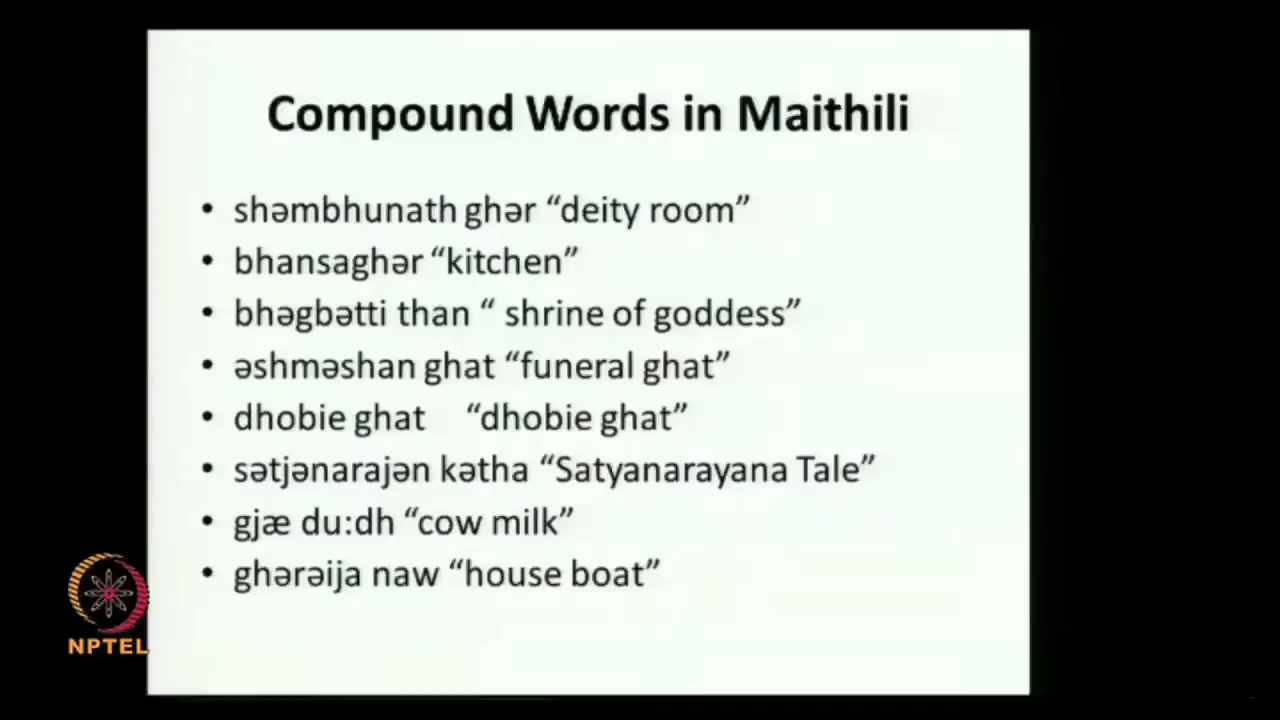 Compound Words in Maithili
• shəmbhunath ghər “deity room”
• bhansaghər “kitchen”
• bhəgbətti than “ shrine of goddess”
• əshməshan ghat “funeral ghat”
• dhobie ghat “dhobie ghat”
• sətjənarajən kətha “Satyanarayana Tale”
• gjæ du:dh “cow milk”
• ghərəija naw “house boat”
NPTEL